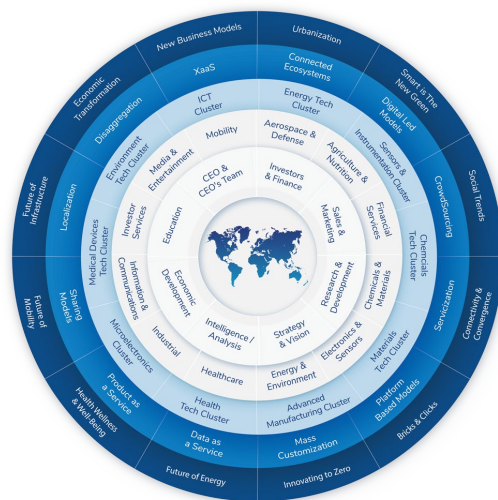 New Business Models
Urbanization
Smart is The
New Green
Social Trends
Connectivity &
Convergence
Bricks & Clicks
Innovating to Zero
Future of Energy
Health Wellness
& Well-Being
Future of
Mobility
Future of
Infrastructure
Economic
Transformation
XaaS
Connected
Ecosystems
Digital Led
Models
CrowdSourcing
Servicization
Platform
Based Models
Mass
Customization
Data as
a Service
Product as
a Service
Sharing
Models
Localization
Disaggregation
ICT
Cluster
Energy Tech
Cluster
Sensors &
Instrumentation Cluster
Chemcials
Tech Cluster
Materials
Tech Cluster
Advanced
Manufacturing Cluster
Health
Tech Cluster
Microelectronics
Cluster
Medical Devices
Tech Cluster
Environment
Tech Cluster
Mobility
Aerospace &
Defense
Agriculture &
Nutrition
Financial
Services
Chemicals &
Materials
Electronics &
Sensors
Energy &
Environment
Healthcare
Industrial
Information &
Communications
Investor
Services
Media &
Entertainment
CEO &
CEO's Team
Investors
& Finance
Sales &
Marketing
Research &
Development
Strategy
& Vision
Intelligence /
Analysis
Economic
Development
Education